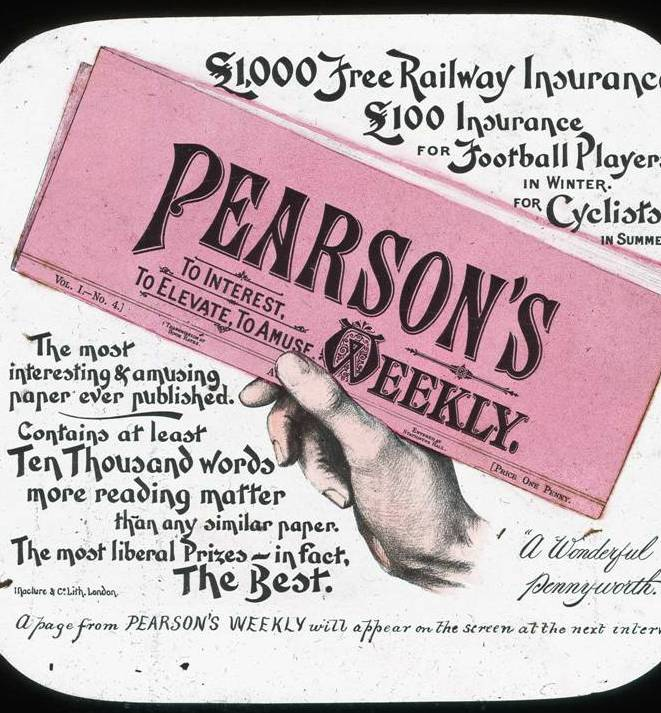 £1,000 Free Railway Insuranc
£100 Insurance
FOR Football Player
IN WINTER.
FOR Cyclists
IN SUMME
PEARSON'S
WEEKLY.
TO INTEREST,
TO ELEVATE, TO AMUSE.
VOL. I.—No. 4.]
[PRICE ONE PENNY.
The most
interesting & amusing
paper ever published.
Contains at least
Ten Thousand words
more reading matter
than any similar paper.
The most liberal Prizes – in fact,
The Best.
Maclure & Co Lith, London.
"A Wonderful
Pennyworth.
A page from PEARSON'S WEEKLY will appear on the screen at the next interv